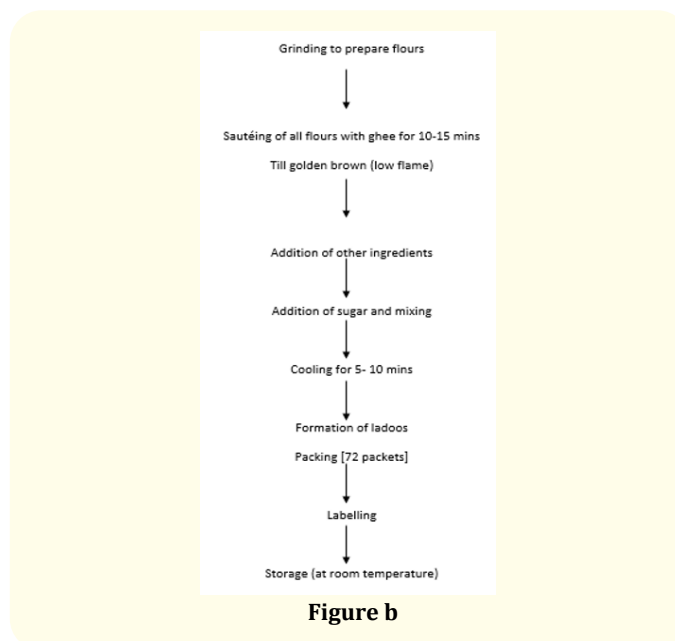 Grinding to prepare flours
Sautéing of all flours with ghee for 10-15 mins
Till golden brown (low flame)
Addition of other ingredients
Addition of sugar and mixing
Cooling for 5- 10 mins
Formation of ladoos
Packing [72 packets]
Labelling
Storage (at room temperature)
Figure b